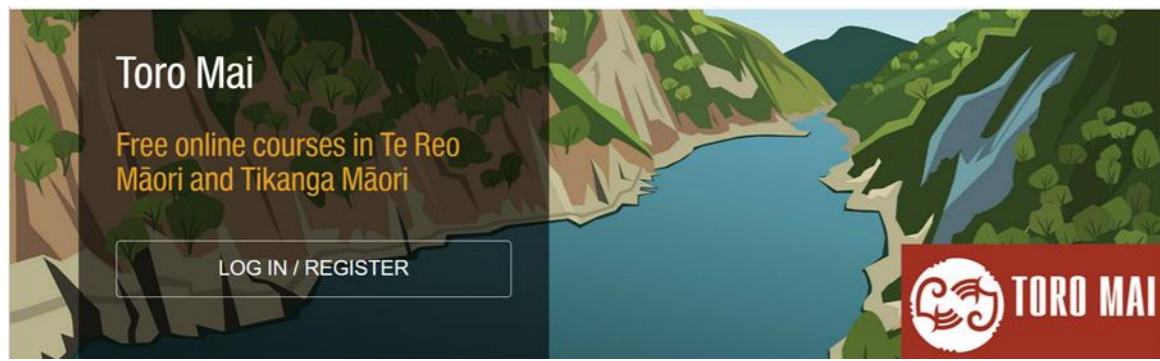 Toro Mai
Free online courses in Te Reo
Māori and Tikanga Māori
LOG IN / REGISTER
TORO MAI